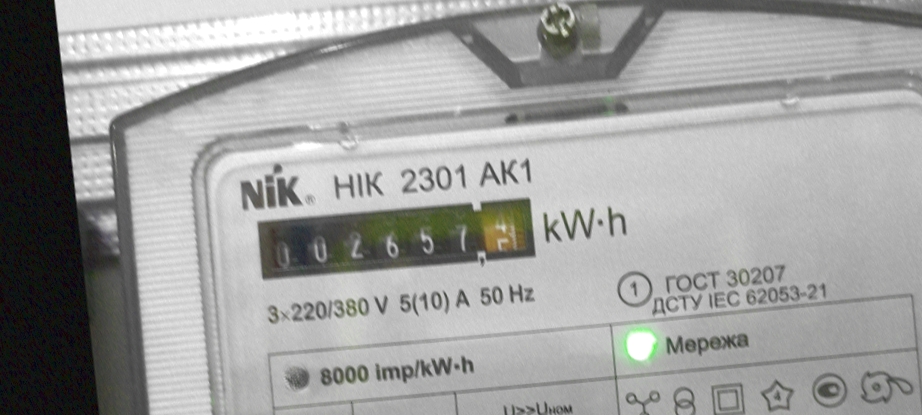 NiK® НІК 2301 АК1
0 0 2 6 5 7 kW·h
3×220/380 V 5(10) A 50 Hz
1 ГОСТ 30207
ДСТУ IEC 62053-21
8000 imp/kW·h
Мережа
U>>Uном